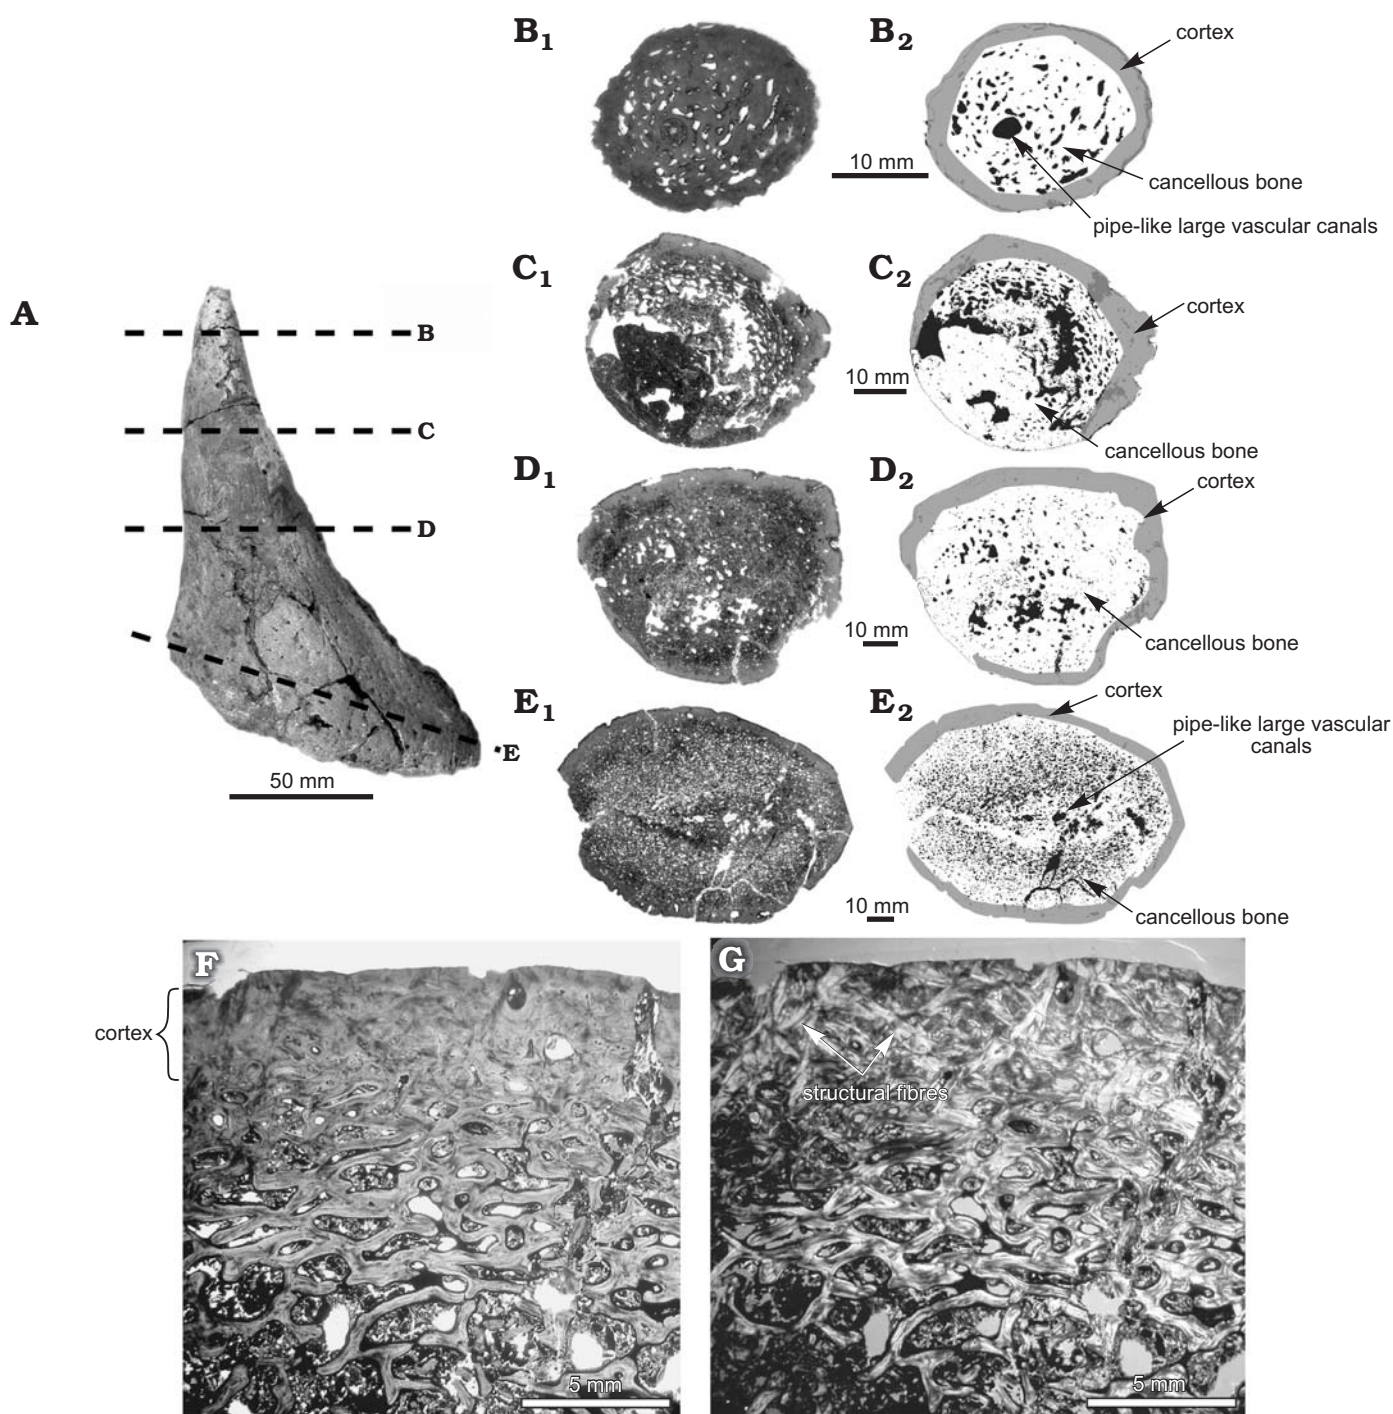 A
B
C
D
E
50 mm
B1
B2
cortex
10 mm
cancellous bone
pipe-like large vascular canals
C1
C2
cortex
10 mm
cancellous bone
D1
D2
cortex
10 mm
cancellous bone
E1
E2
cortex
pipe-like large vascular
canals
10 mm
cancellous bone
F
cortex
5 mm
G
structural fibres
5 mm